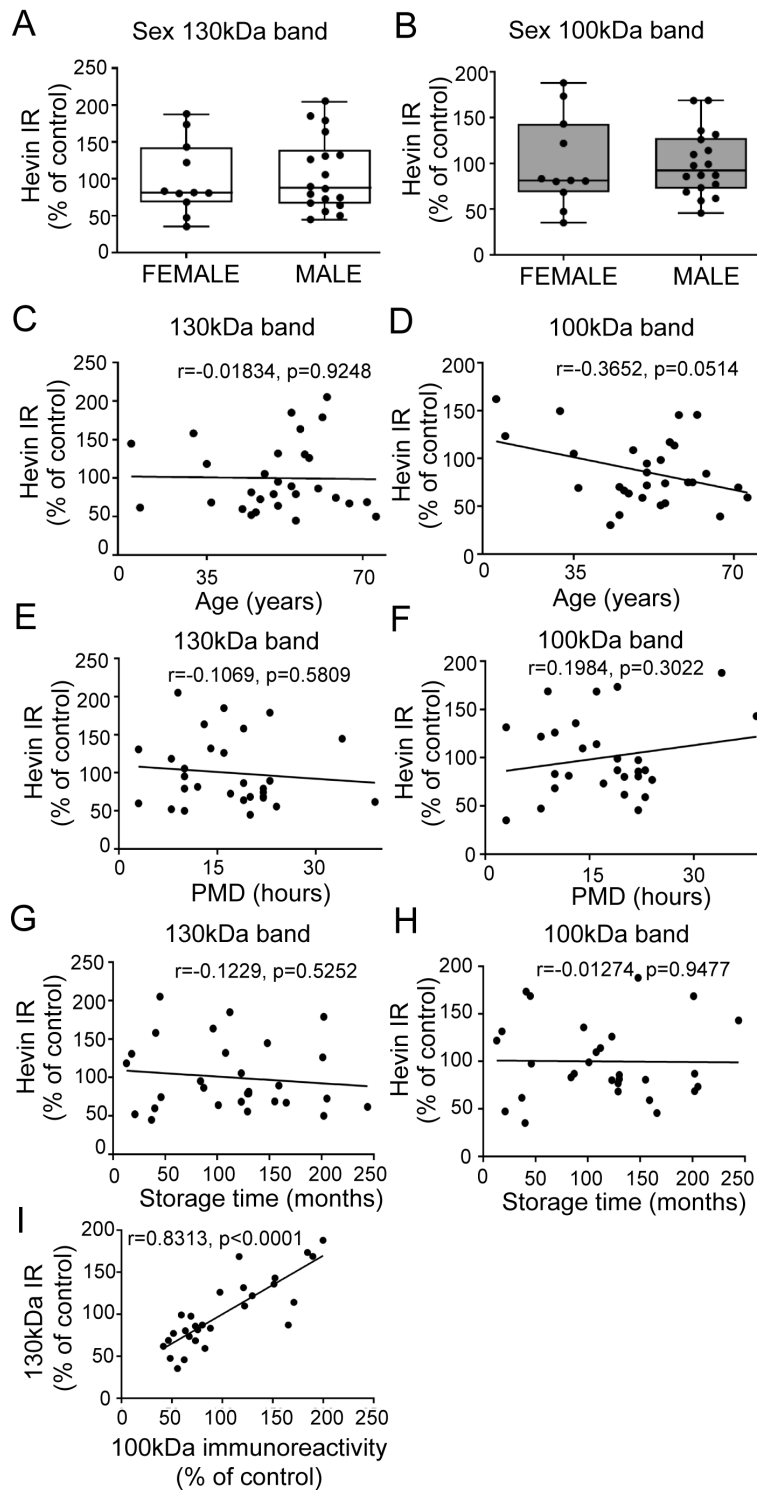 A
Sex 130kDa band
Hevin IR
(% of control)
250
200
150
100
50
0
FEMALE
MALE
B
Sex 100kDa band
Hevin IR
(% of control)
200
150
100
50
0
FEMALE
MALE
C
130kDa band
r=-0.01834, p=0.9248
Hevin IR
(% of control)
250
200
150
100
50
0
0
35
70
Age (years)
D
100kDa band
r=-0.3652, p=0.0514
Hevin IR
(% of control)
200
150
100
50
0
0
35
70
Age (years)
E
130kDa band
r=-0.1069, p=0.5809
Hevin IR
(% of control)
250
200
150
100
50
0
0
15
30
PMD (hours)
F
100kDa band
r=0.1984, p=0.3022
Hevin IR
(% of control)
200
150
100
50
0
0
15
30
PMD (hours)
G
130kDa band
r=-0.1229, p=0.5252
Hevin IR
(% of control)
250
200
150
100
50
0
0
50
100
150
200
250
Storage time (months)
H
100kDa band
r=-0.01274, p=0.9477
Hevin IR
(% of control)
200
150
100
50
0
0
50
100
150
200
250
Storage time (months)
I
r=0.8313, p<0.0001
130kDa IR
(% of control)
200
150
100
50
0
0
50
100
150
200
250
100kDa immunoreactivity
(% of control)